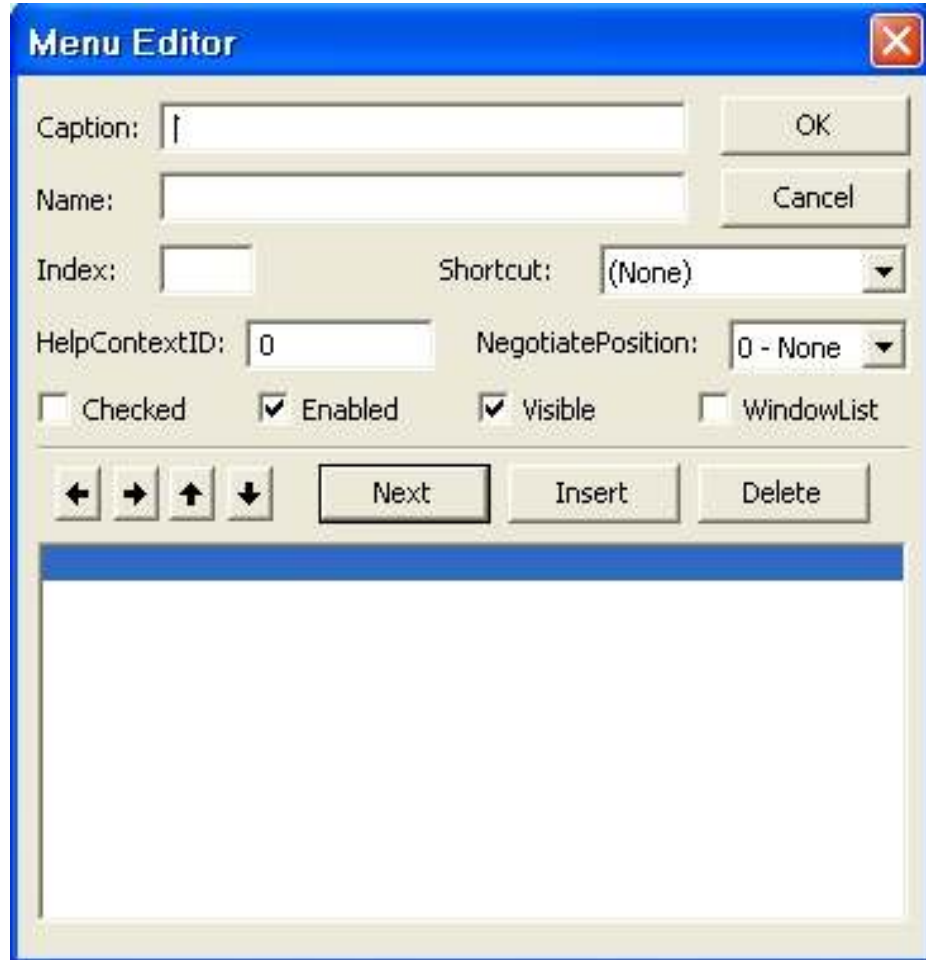 Menu Editor
Caption: OK
Name: Cancel
Index: Shortcut: (None)
HelpContextID: 0 NegotiatePosition: 0 - None
Checked Enabled Visible WindowList
Next Insert Delete